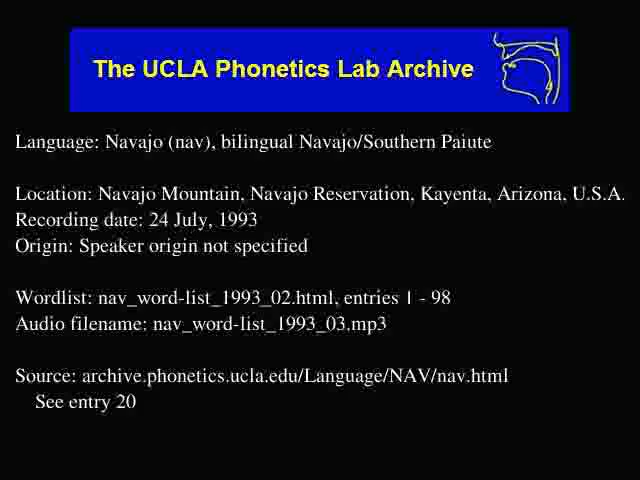 The UCLA Phonetics Lab Archive
Language: Navajo (nav), bilingual Navajo/Southern Paiute
Location: Navajo Mountain, Navajo Reservation, Kayenta, Arizona, U.S.A.
Recording date: 24 July, 1993
Origin: Speaker origin not specified
Wordlist: nav_word-list_1993_02.html, entries 1 - 98
Audio filename: nav_word-list_1993_03.mp3
Source: archive.phonetics.ucla.edu/Language/NAV/nav.html
See entry 20